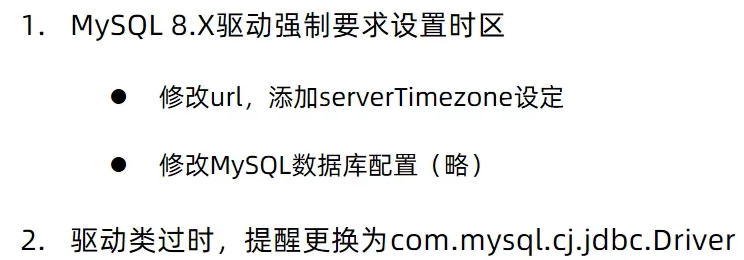 1. MySQL 8.X驱动强制要求设置时区
● 修改url，添加serverTimezone设定
● 修改MySQL数据库配置（略）
2. 驱动类过时，提醒更换为com.mysql.cj.jdbc.Driver